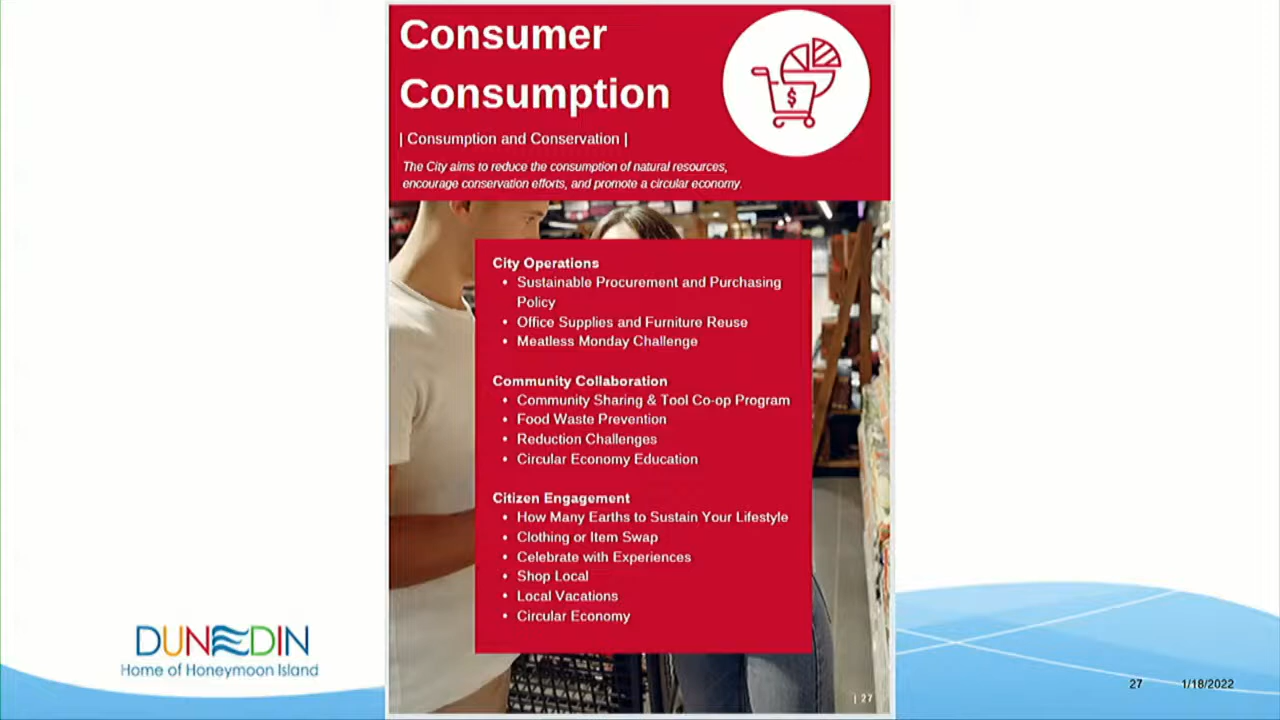 Consumer
Consumption
| Consumption and Conservation |
The City aims to reduce the consumption of natural resources,
encourage conservation efforts, and promote a circular economy.
$
City Operations
• Sustainable Procurement and Purchasing
Policy
• Office Supplies and Furniture Reuse
• Meatless Monday Challenge
Community Collaboration
• Community Sharing & Tool Co-op Program
• Food Waste Prevention
• Reduction Challenges
• Circular Economy Education
Citizen Engagement
• How Many Earths to Sustain Your Lifestyle
• Clothing or Item Swap
• Celebrate with Experiences
• Shop Local
• Local Vacations
• Circular Economy
| 27
DUNEDIN
Home of Honeymoon Island
27 1/18/2022